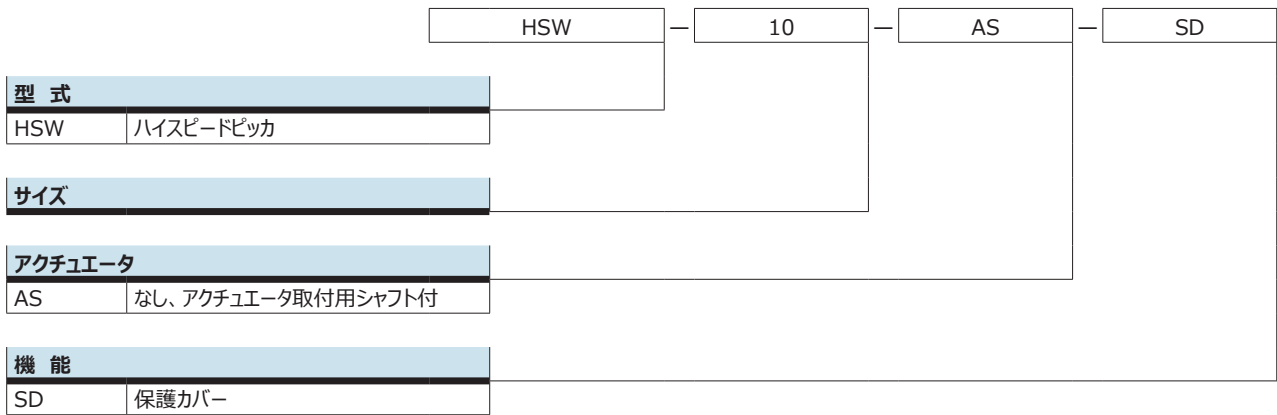 HSW — 10 — AS — SD
型 式
HSW ハイスピードピッカ
サイズ
アクチュエータ
AS なし、アクチュエータ取付用シャフト付
機 能
SD 保護カバー